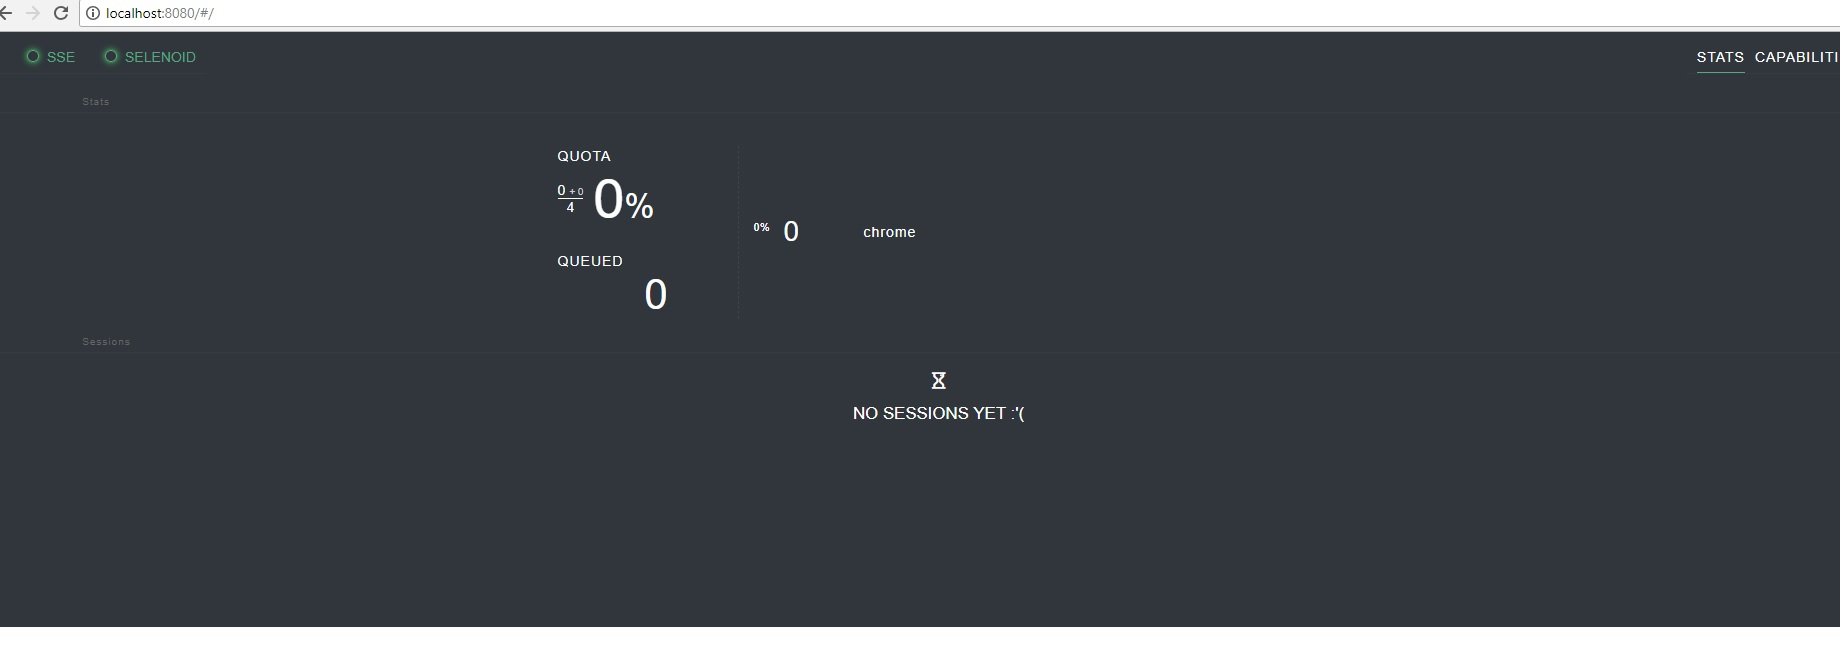 localhost:8080/#/
SSE SELENOID STATS CAPABILITI
Stats
QUOTA
0 + 0
4
0%
0% 0 chrome
QUEUED
0
Sessions
NO SESSIONS YET :'(